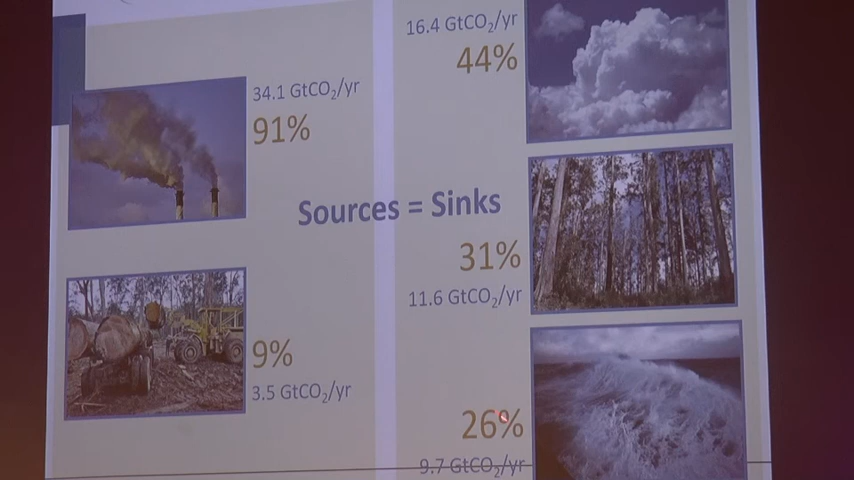 34.1 GtCO₂/yr
91%
9%
3.5 GtCO₂/yr
Sources = Sinks
16.4 GtCO₂/yr
44%
31%
11.6 GtCO₂/yr
26%
9.7 GtCO₂/yr